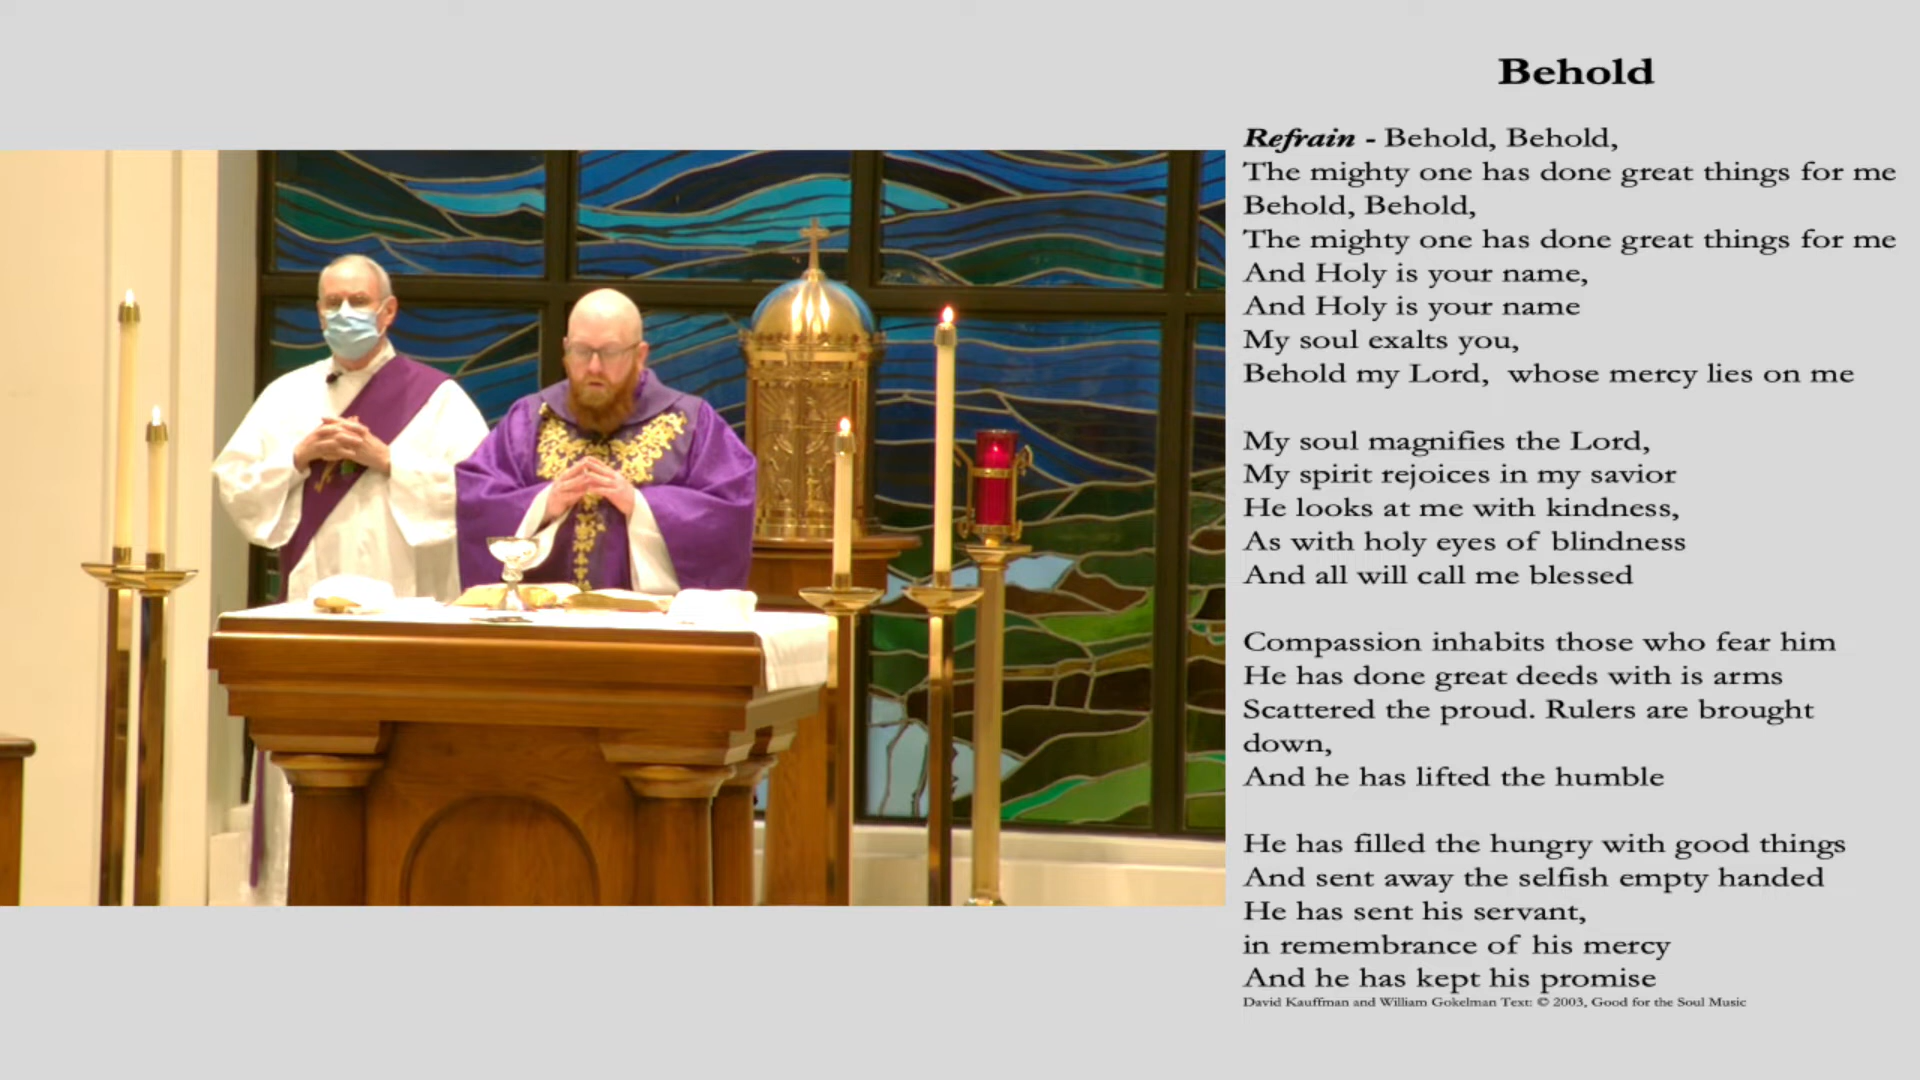 Behold
Refrain - Behold, Behold,
The mighty one has done great things for me
Behold, Behold,
The mighty one has done great things for me
And Holy is your name,
And Holy is your name
My soul exalts you,
Behold my Lord,  whose mercy lies on me
My soul magnifies the Lord,
My spirit rejoices in my savior
He looks at me with kindness,
As with holy eyes of blindness
And all will call me blessed
Compassion inhabits those who fear him
He has done great deeds with is arms
Scattered the proud. Rulers are brought
down,
And he has lifted the humble
He has filled the hungry with good things
And sent away the selfish empty handed
He has sent his servant,
in remembrance of his mercy
And he has kept his promise
David Kauffman and William Gokelman Text: © 2003, Good for the Soul Music